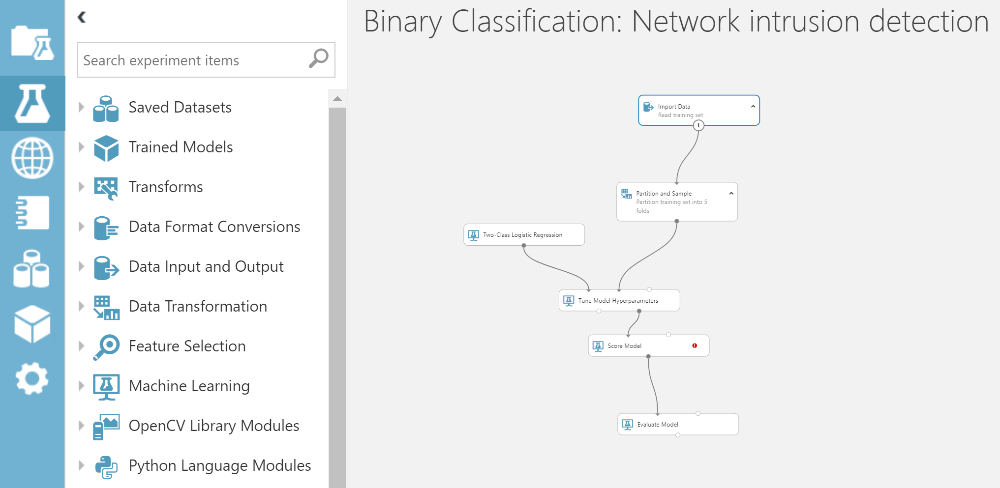 Search experiment items
Saved Datasets
Trained Models
Transforms
Data Format Conversions
Data Input and Output
Data Transformation
Feature Selection
Machine Learning
OpenCV Library Modules
Python Language Modules
Binary Classification: Network intrusion detection
Import Data
Read training set
1
Partition and Sample
Partition training set into 5
folds
Two-Class Logistic Regression
Tune Model Hyperparameters
Score Model
Evaluate Model